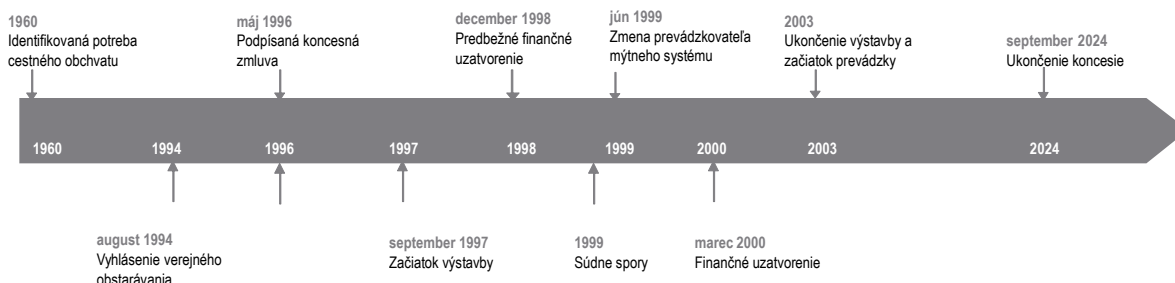 1960
Identifikovaná potreba
cestného obchvatu
máj 1996
Podpísaná koncesná
zmluva
december 1998
Predbežné finančné
uzatvorenie
jún 1999
Zmena prevádzkovateľa
mýtneho systému
2003
Ukončenie výstavby a
začiatok prevádzky
september 2024
Ukončenie koncesie
1960 1994 1996 1997 1998 1999 2000 2003 2024
august 1994
Vyhlásenie verejného
obstarávania
september 1997
Začiatok výstavby
1999
Súdne spory
marec 2000
Finančné uzatvorenie